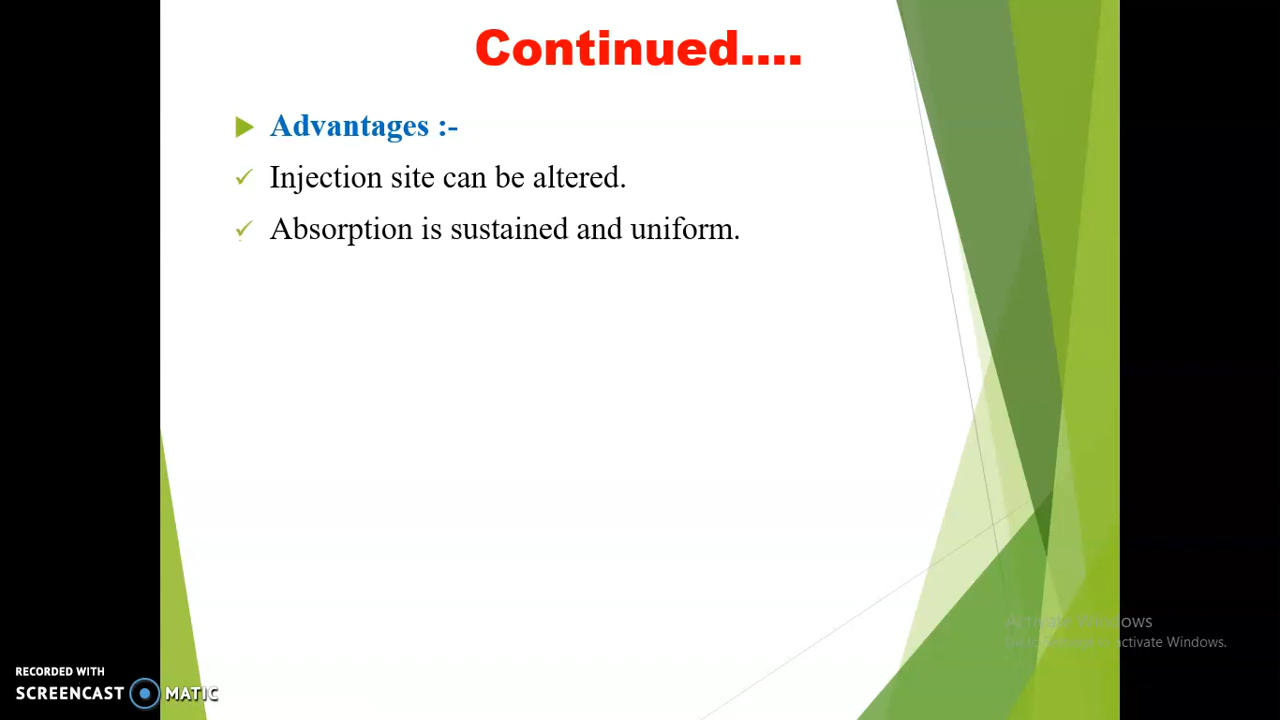 Continued....
Advantages :-
Injection site can be altered.
Absorption is sustained and uniform.
Activate Windows
Go to Settings to activate Windows.
RECORDED WITH
SCREENCAST MATIC